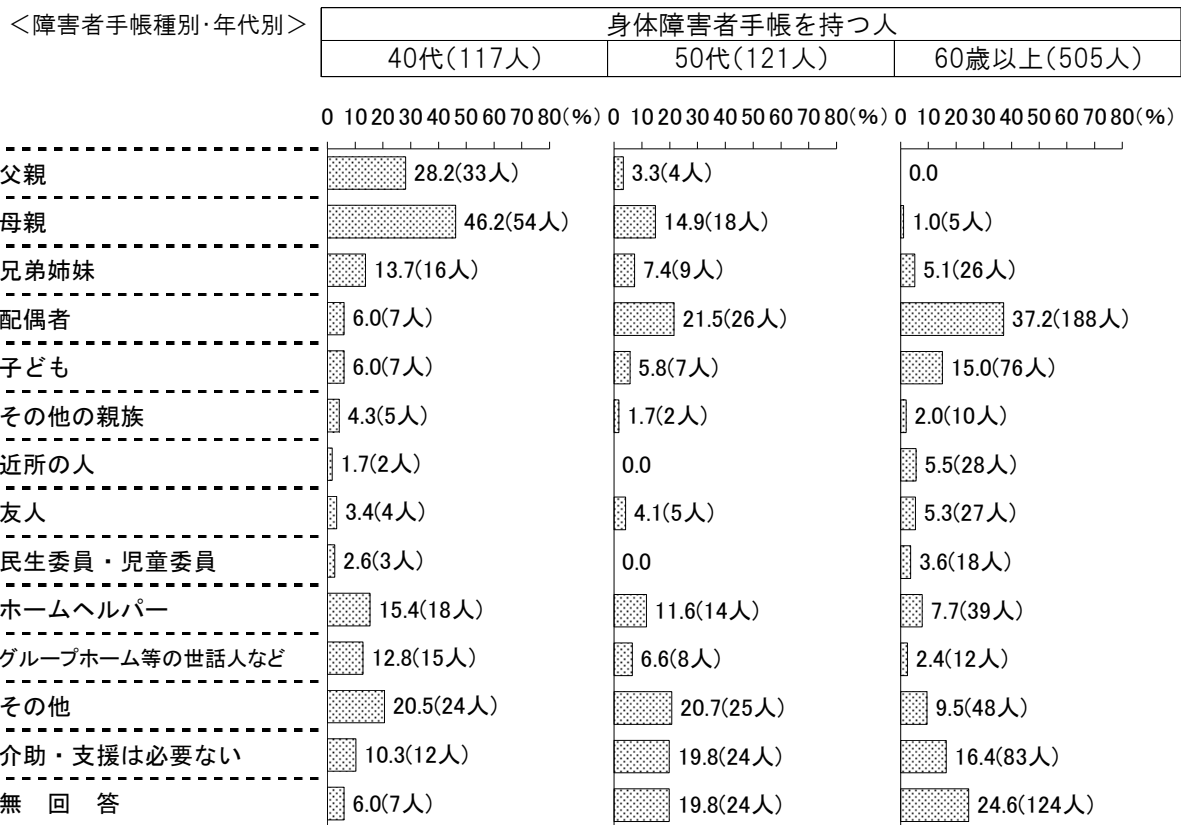 <障害者手帳種別·年代別>
身体障害者手帳を持つ人
40代(117人) 50代(121人) 60歳以上(505人)
0 10 20 30 40 50 60 70 80(%) 0 10 20 30 40 50 60 70 80(%) 0 10 20 30 40 50 60 70 80(%)
父親 28.2(33人) 3.3(4人) 0.0
母親 46.2(54人) 14.9(18人) 1.0(5人)
兄弟姉妹 13.7(16人) 7.4(9人) 5.1(26人)
配偶者 6.0(7人) 21.5(26人) 37.2(188人)
子ども 6.0(7人) 5.8(7人) 15.0(76人)
その他の親族 4.3(5人) 1.7(2人) 2.0(10人)
近所の人 1.7(2人) 0.0 5.5(28人)
友人 3.4(4人) 4.1(5人) 5.3(27人)
民生委員・児童委員 2.6(3人) 0.0 3.6(18人)
ホームヘルパー 15.4(18人) 11.6(14人) 7.7(39人)
グループホーム等の世話人など 12.8(15人) 6.6(8人) 2.4(12人)
その他 20.5(24人) 20.7(25人) 9.5(48人)
介助・支援は必要ない 10.3(12人) 19.8(24人) 16.4(83人)
無 回 答 6.0(7人) 19.8(24人) 24.6(124人)